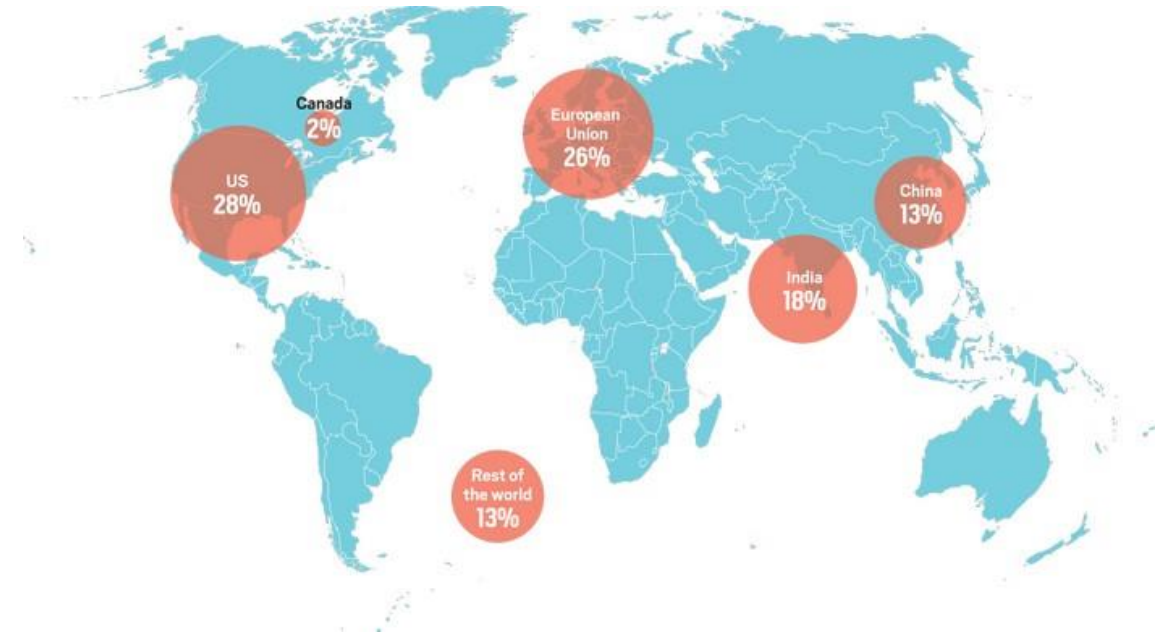 Canada
2%
US
28%
European
Union
26%
China
13%
India
18%
Rest of
the world
13%